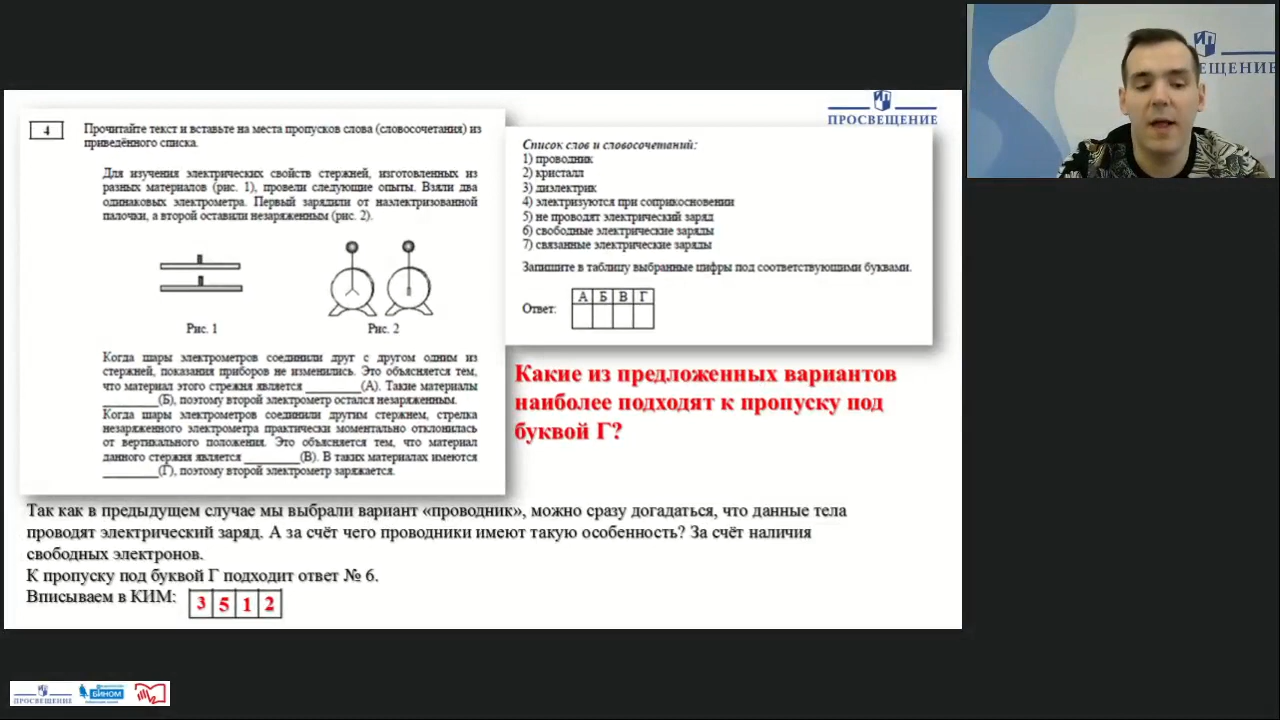 ЕЩЕНИЕ
ПРОСВЕЩЕНИЕ
4
Прочитайте текст и вставьте на места пропусков слова (словосочетания) из
приведённого списка.
Для изучения электрических свойств стержней, изготовленных из
разных материалов (рис. 1), провели следующие опыты. Взяли два
одинаковых электрометра. Первый зарядили от наэлектризованной
палочки, а второй оставили незаряженным (рис. 2).
Рис. 1
Рис. 2
Когда шары электрометров соединили друг с другом одним из
стержней, показания приборов не изменились. Это объясняется тем,
что материал этого стрежня является ________(А). Такие материалы
________(Б), поэтому второй электрометр остался незаряженным.
Когда шары электрометров соединили другим стержнем, стрелка
незаряженного электрометра практически моментально отклонилась
от вертикального положения. Это объясняется тем, что материал
данного стержня является ________(В). В таких материалах имеются
________(Г), поэтому второй электрометр заряжается.
Список слов и словосочетаний:
1) проводник
2) кристалл
3) диэлектрик
4) электризуются при соприкосновении
5) не проводят электрический заряд
6) свободные электрические заряды
7) связанные электрические заряды
Запишите в таблицу выбранные цифры под соответствующими буквами.
Ответ:
А Б В Г
Какие из предложенных вариантов
наиболее подходят к пропуску под
буквой Г?
Так как в предыдущем случае мы выбрали вариант «проводник», можно сразу догадаться, что данные тела
проводят электрический заряд. А за счёт чего проводники имеют такую особенность? За счёт наличия
свободных электронов.
К пропуску под буквой Г подходит ответ № 6.
Вписываем в КИМ: 3 5 1 2
ПРОСВЕЩЕНИЕ
БИНОМ